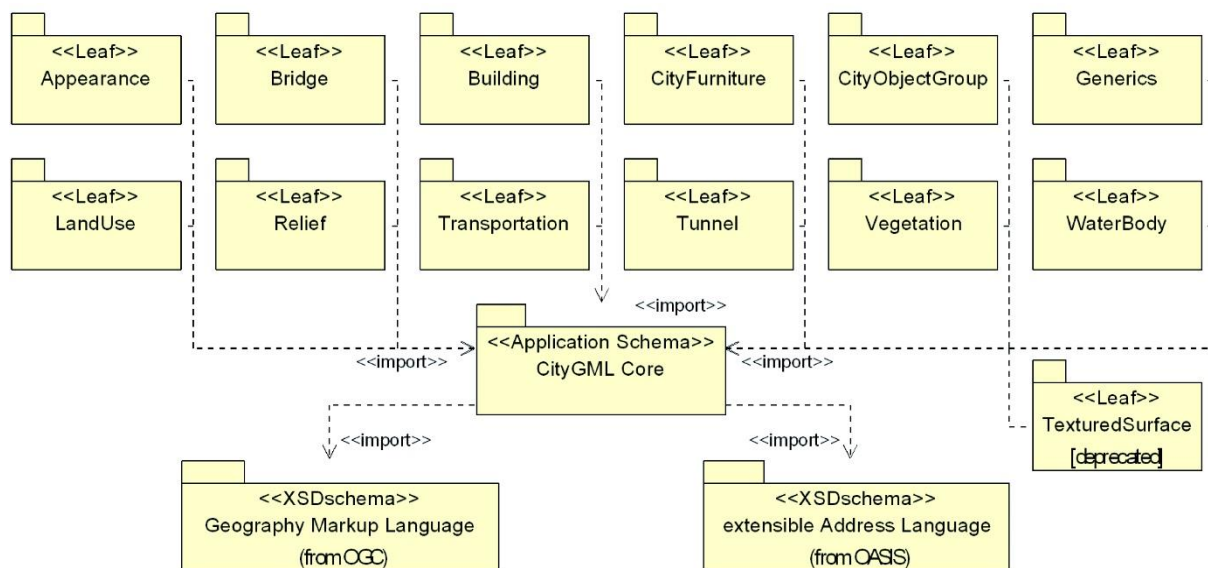 <<Leaf>>
Appearance
<<Leaf>>
Bridge
<<Leaf>>
Building
<<Leaf>>
CityFurniture
<<Leaf>>
CityObjectGroup
<<Leaf>>
Generics
<<Leaf>>
LandUse
<<Leaf>>
Relief
<<Leaf>>
Transportation
<<Leaf>>
Tunnel
<<Leaf>>
Vegetation
<<Leaf>>
WaterBody
<<import>>
<<Application Schema>>
CityGML Core
<<import>>
<<import>>
<<Leaf>>
TexturedSurface
[deprecated]
<<import>>
<<import>>
<<XSDschema>>
Geography Markup Language
(from OGC)
<<XSDschema>>
extensible Address Language
(from OASIS)